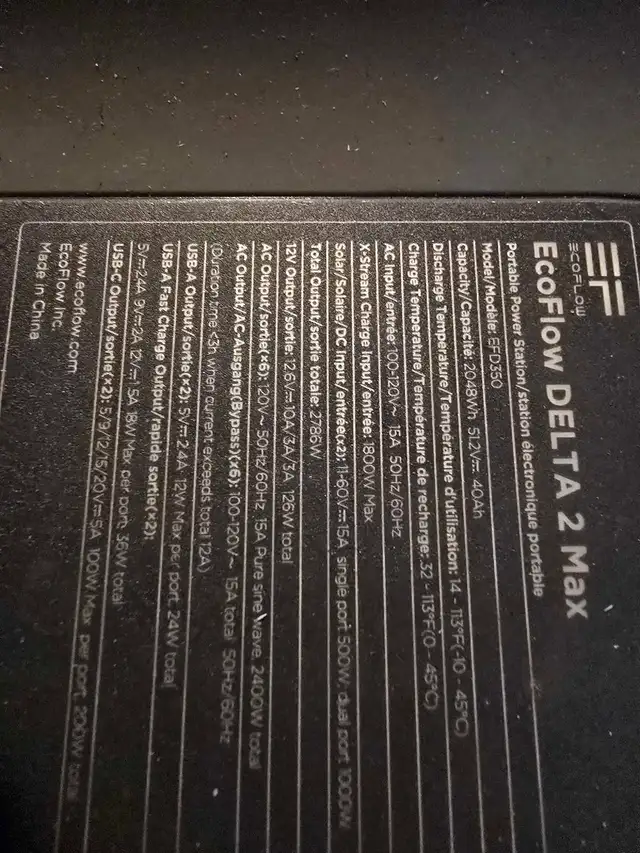 EF
ECOFLOW
EcoFlow DELTA 2 Max
Portable Power Station/station électronique portable
Model/Modèle: EFD350
Capacity/Capacité: 2048Wh 51.2V⎓ 40Ah
Discharge Temperature/Température d'utilisation: 14 - 113°F(-10 - 45°C)
Charge Temperature/Température de recharge: 32 - 113°F(0 - 45°C)
AC Input/entrée: 100-120V~ 15A 50Hz/60Hz
X-Stream Charge Input/entrée: 1800W Max
Solar/Solaire/DC Input/entrée(x2): 11-60V⎓15A single port 500W, dual port 1000W
Total Output/sortie totale: 2786W
12V Output/sortie: 12.6V⎓10A/3A/3A 126W total
AC Output/sortie(x6): 120V~ 50Hz/60Hz 15A Pure sine wave, 2400W total
AC Output/AC-Ausgang(Bypass)(x6): 100-120V~ 15A total 50Hz/60Hz
(Duration time <3h when current exceeds total 12A)
USB-A Output/sortie(x2): 5V⎓2.4A 12W Max per port, 24W total
USB-A Fast Charge Output/rapide sortie(x2):
5V⎓2.4A 9V⎓2A 12V⎓1.5A 18W Max per port, 36W total
USB-C Output/sortie(x2): 5/9/12/15/20V⎓5A 100W Max per port, 200W total
www.ecoflow.com
EcoFlow Inc.
Made in China